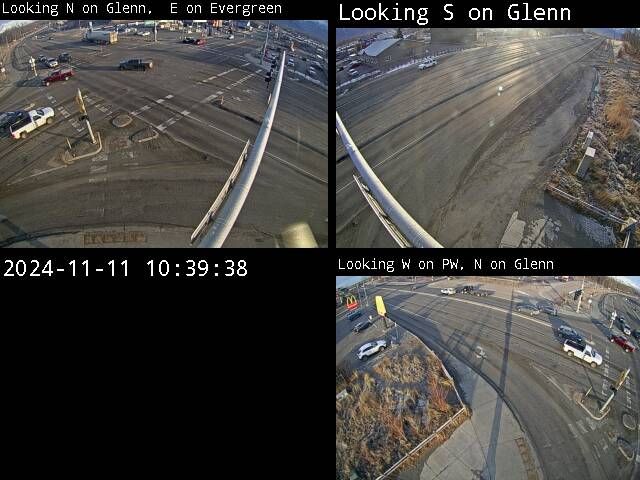 Looking N on Glenn,  E on Evergreen
Looking S on Glenn
2024-11-11 10:39:38
Looking W on PW, N on Glenn